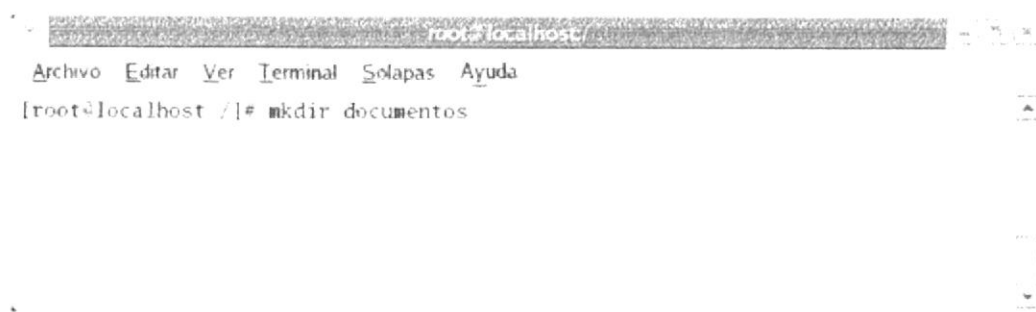 root@localhost:/
Archivo Editar Ver Terminal Solapas Ayuda
[root@localhost /]# mkdir documentos